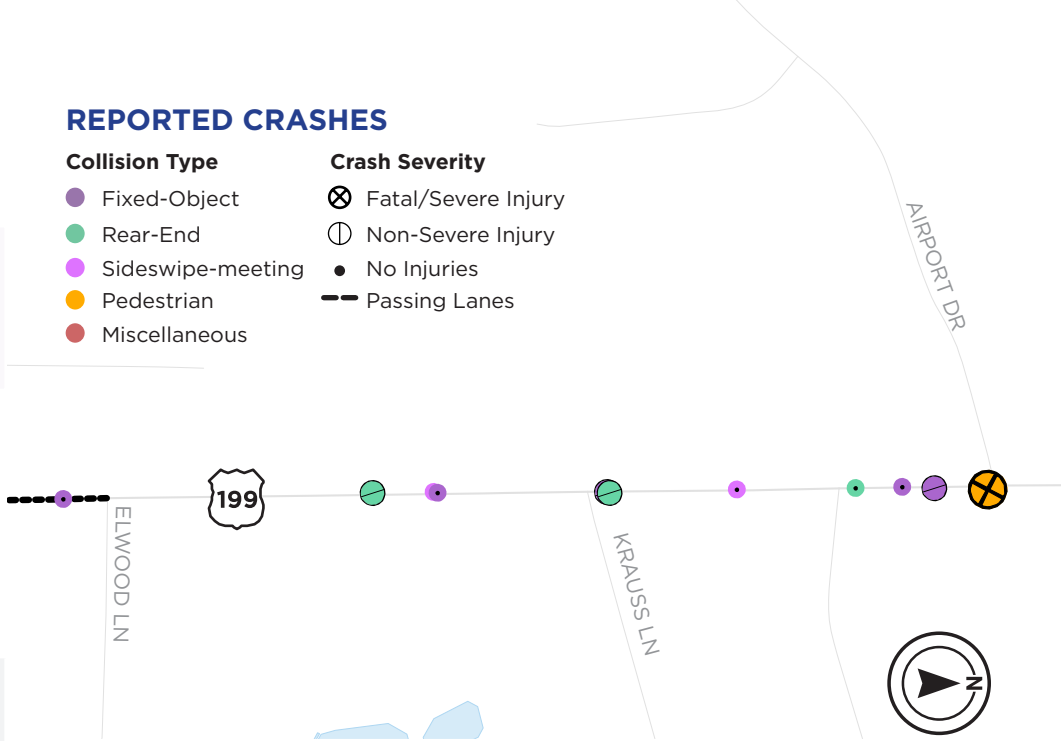 REPORTED CRASHES
Collision Type
Crash Severity
Fixed-Object
Fatal/Severe Injury
Rear-End
Non-Severe Injury
Sideswipe-meeting
No Injuries
Pedestrian
Passing Lanes
Miscellaneous
AIRPORT DR
199
ELWOOD LN
KRAUSS LN
N